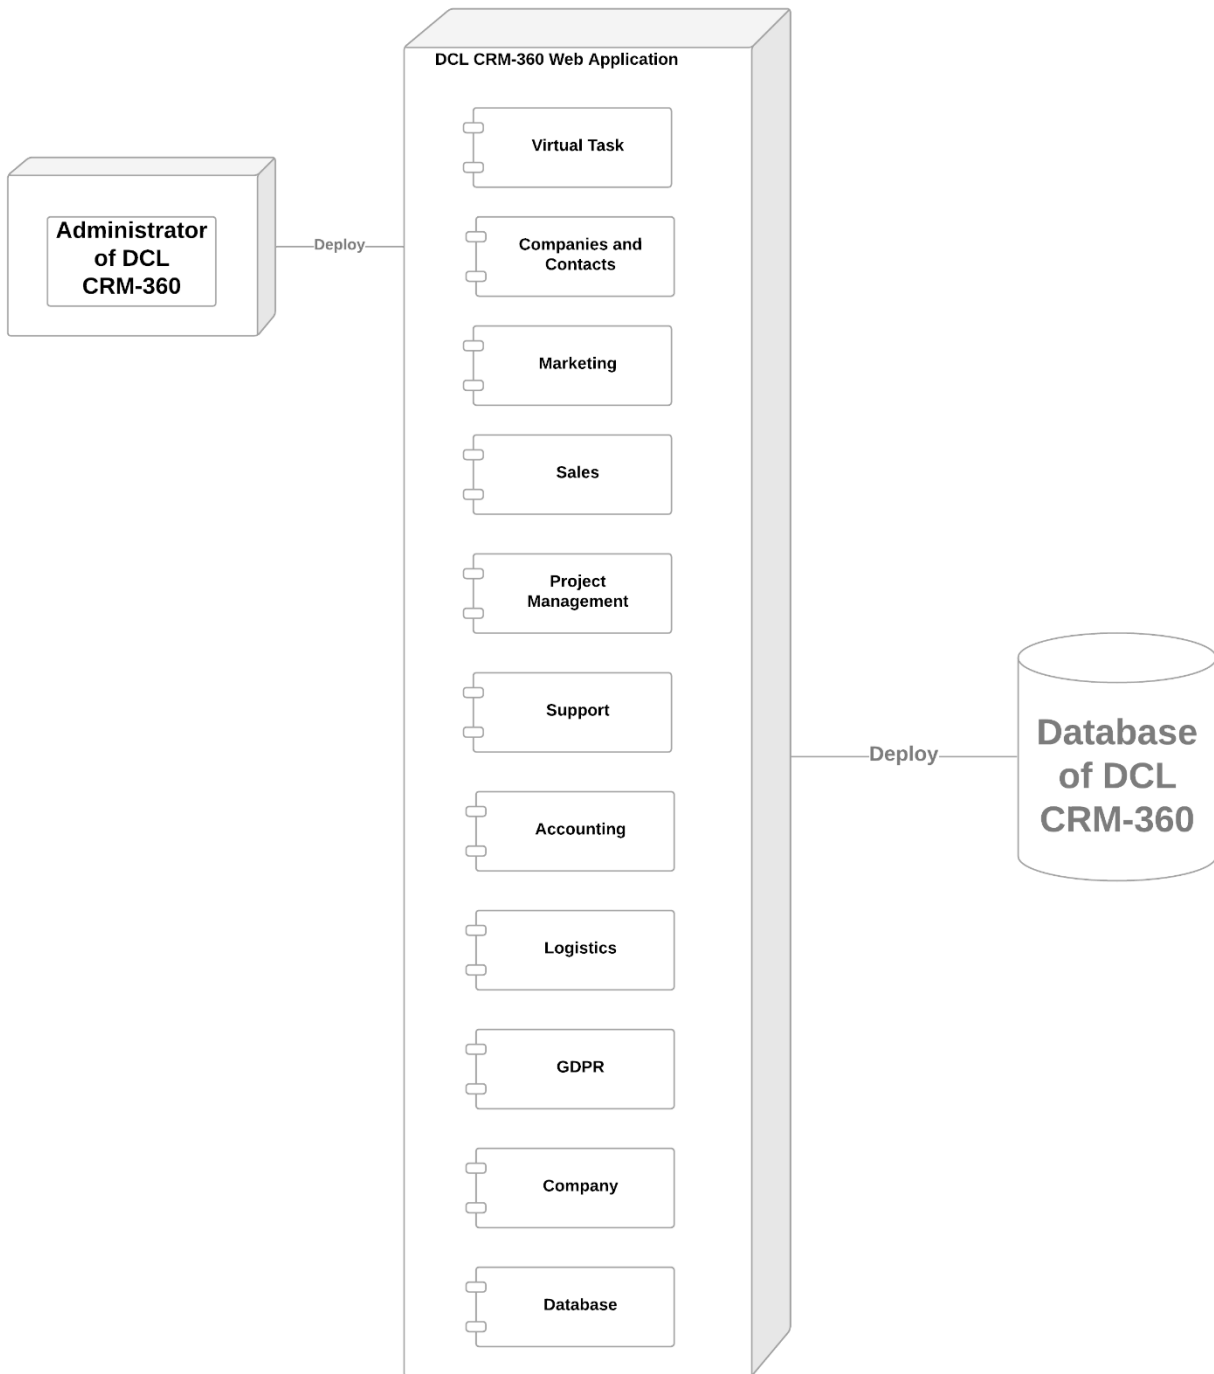 DCL CRM-360 Web Application
Virtual Task
Administrator
of DCL
CRM-360
Deploy
Companies and
Contacts
Marketing
Sales
Project
Management
Support
Deploy
Database
of DCL
CRM-360
Accounting
Logistics
GDPR
Company
Database